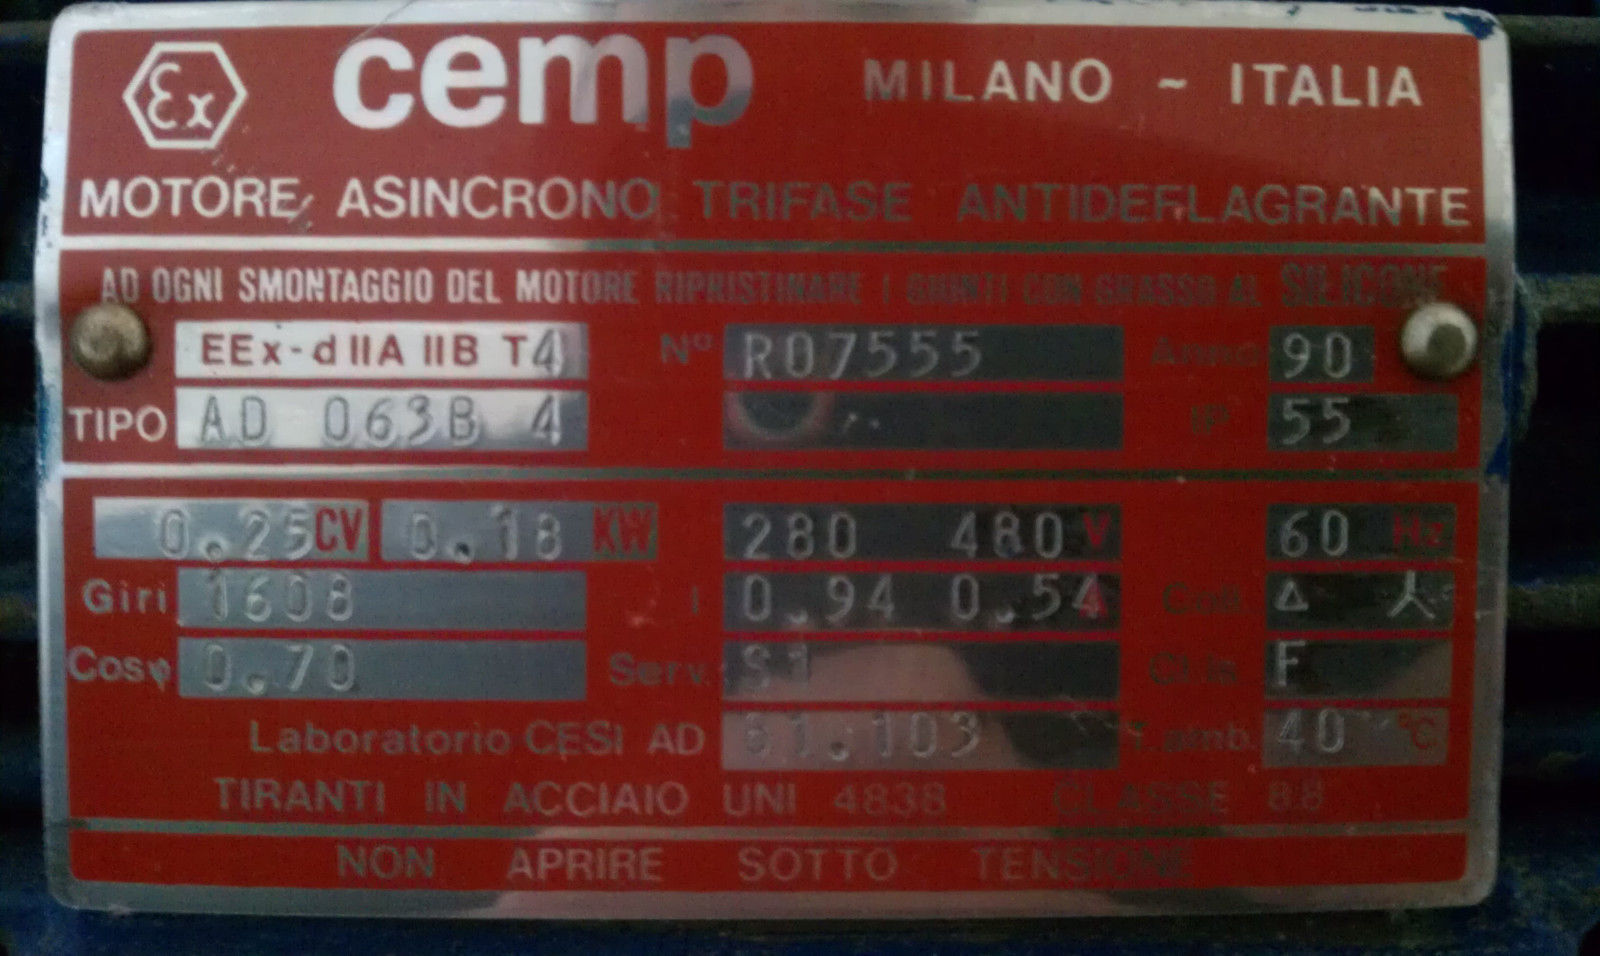 Ex cemp MILANO ~ ITALIA
MOTORE ASINCRONO TRIFASE ANTIDEFLAGRANTE
AD OGNI SMONTAGGIO DEL MOTORE RIPRISTINARE I GIUNTI CON GRASSO AL SILICONE
EEx-d IIA IIB T4 N° R07555 Anno 90
TIPO AD 063B 4 IP 55
0.25 CV 0.18 KW 280 480 V 60 Hz
Giri 1608 I 0.94 0.54 A Coll. Δ
Cosφ 0.70 Serv. S1 Cl.is. F
Laboratorio CESI AD 81.103 T.amb. 40 °C
TIRANTI IN ACCIAIO UNI 4838 CLASSE 8.8
NON APRIRE SOTTO TENSIONE